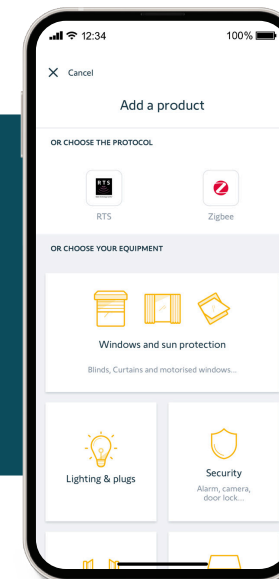 12:34
100%
Cancel
Add a product
OR CHOOSE THE PROTOCOL
RTS
RTS
Zigbee
OR CHOOSE YOUR EQUIPMENT
Windows and sun protection
Blinds, Curtains and motorised windows...
Lighting & plugs
Security
Alarm, camera,
door lock...